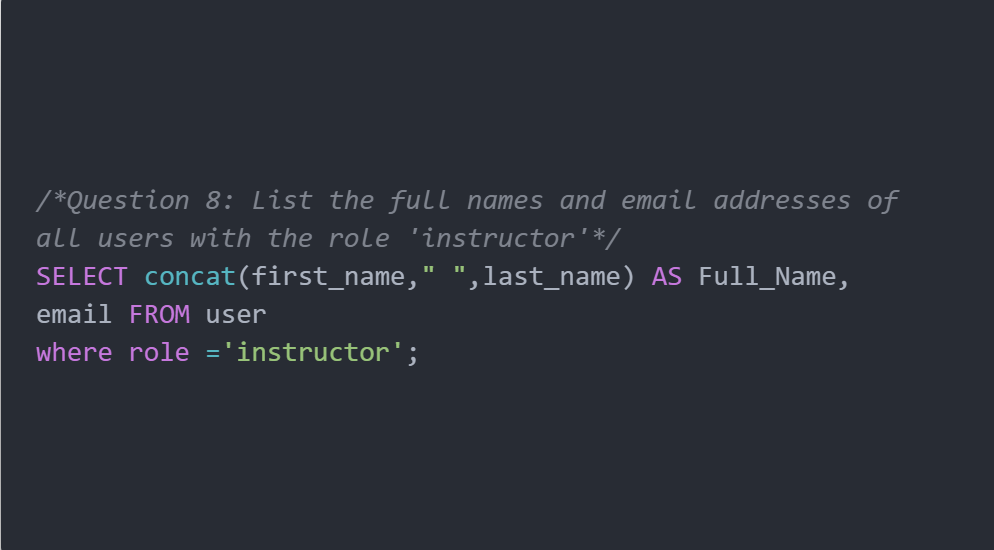 /*Question 8: List the full names and email addresses of
all users with the role 'instructor'*/
SELECT concat(first_name," ",last_name) AS Full_Name,
email FROM user
where role ='instructor';